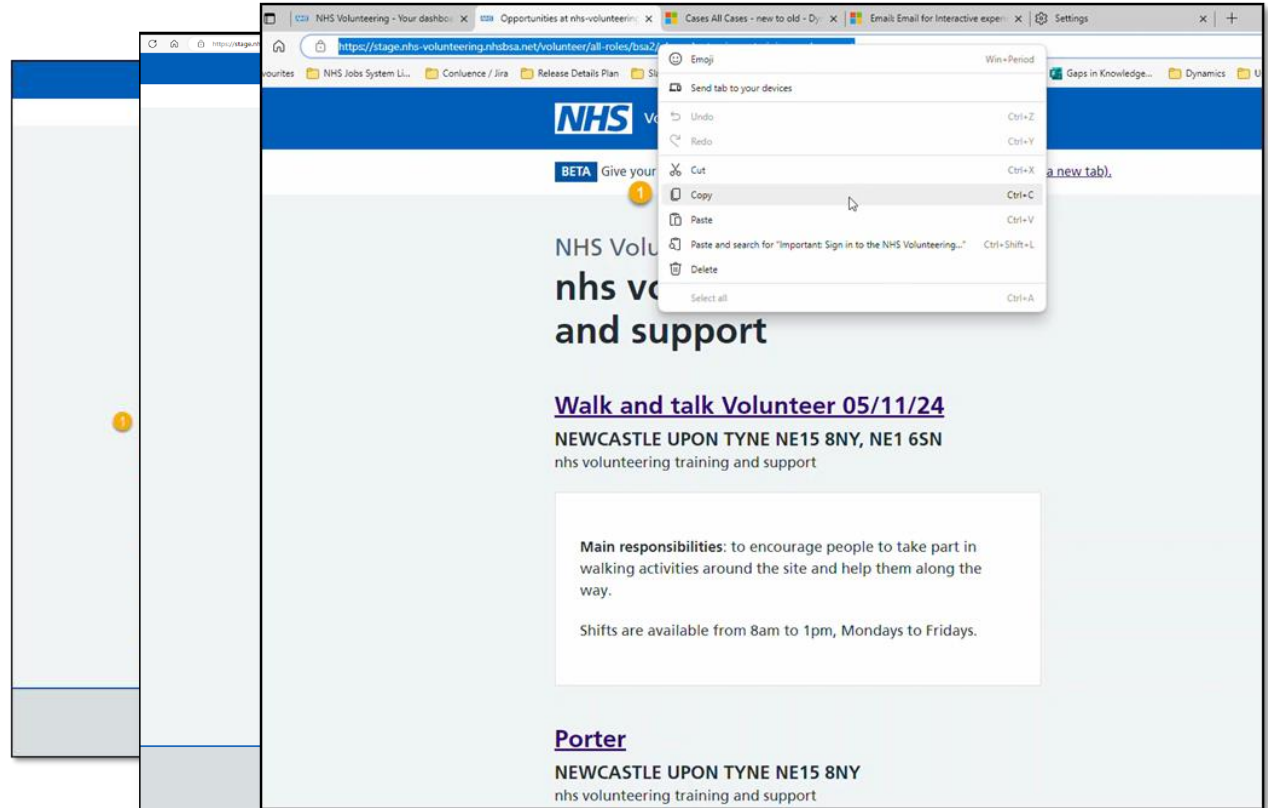 NHS Volunteering - Your dashbo
Opportunities at nhs-volunteering
Cases All Cases - new to old - Dy
Email: Email for Interactive experi
Settings
https://stage.nhs-volunteering.nhsbsa.net/volunteer/all-roles/bsa2/
https://stage.nh
vourites
NHS Jobs System Li...
Conluence / Jira
Release Details Plan
Gaps in Knowledge...
Dynamics
Emoji Win+Period
Send tab to your devices
Undo Ctrl+Z
Redo Ctrl+Y
Cut Ctrl+X
Copy Ctrl+C
Paste Ctrl+V
Paste and search for "Important: Sign in to the NHS Volunteering..." Ctrl+Shift+L
Delete
Select all Ctrl+A
NHS
BETA Give your a new tab).
1
NHS Volu
nhs vo
and support
Walk and talk Volunteer 05/11/24
1
NEWCASTLE UPON TYNE NE15 8NY, NE1 6SN
nhs volunteering training and support
Main responsibilities: to encourage people to take part in
walking activities around the site and help them along the
way.
Shifts are available from 8am to 1pm, Mondays to Fridays.
Porter
NEWCASTLE UPON TYNE NE15 8NY
nhs volunteering training and support